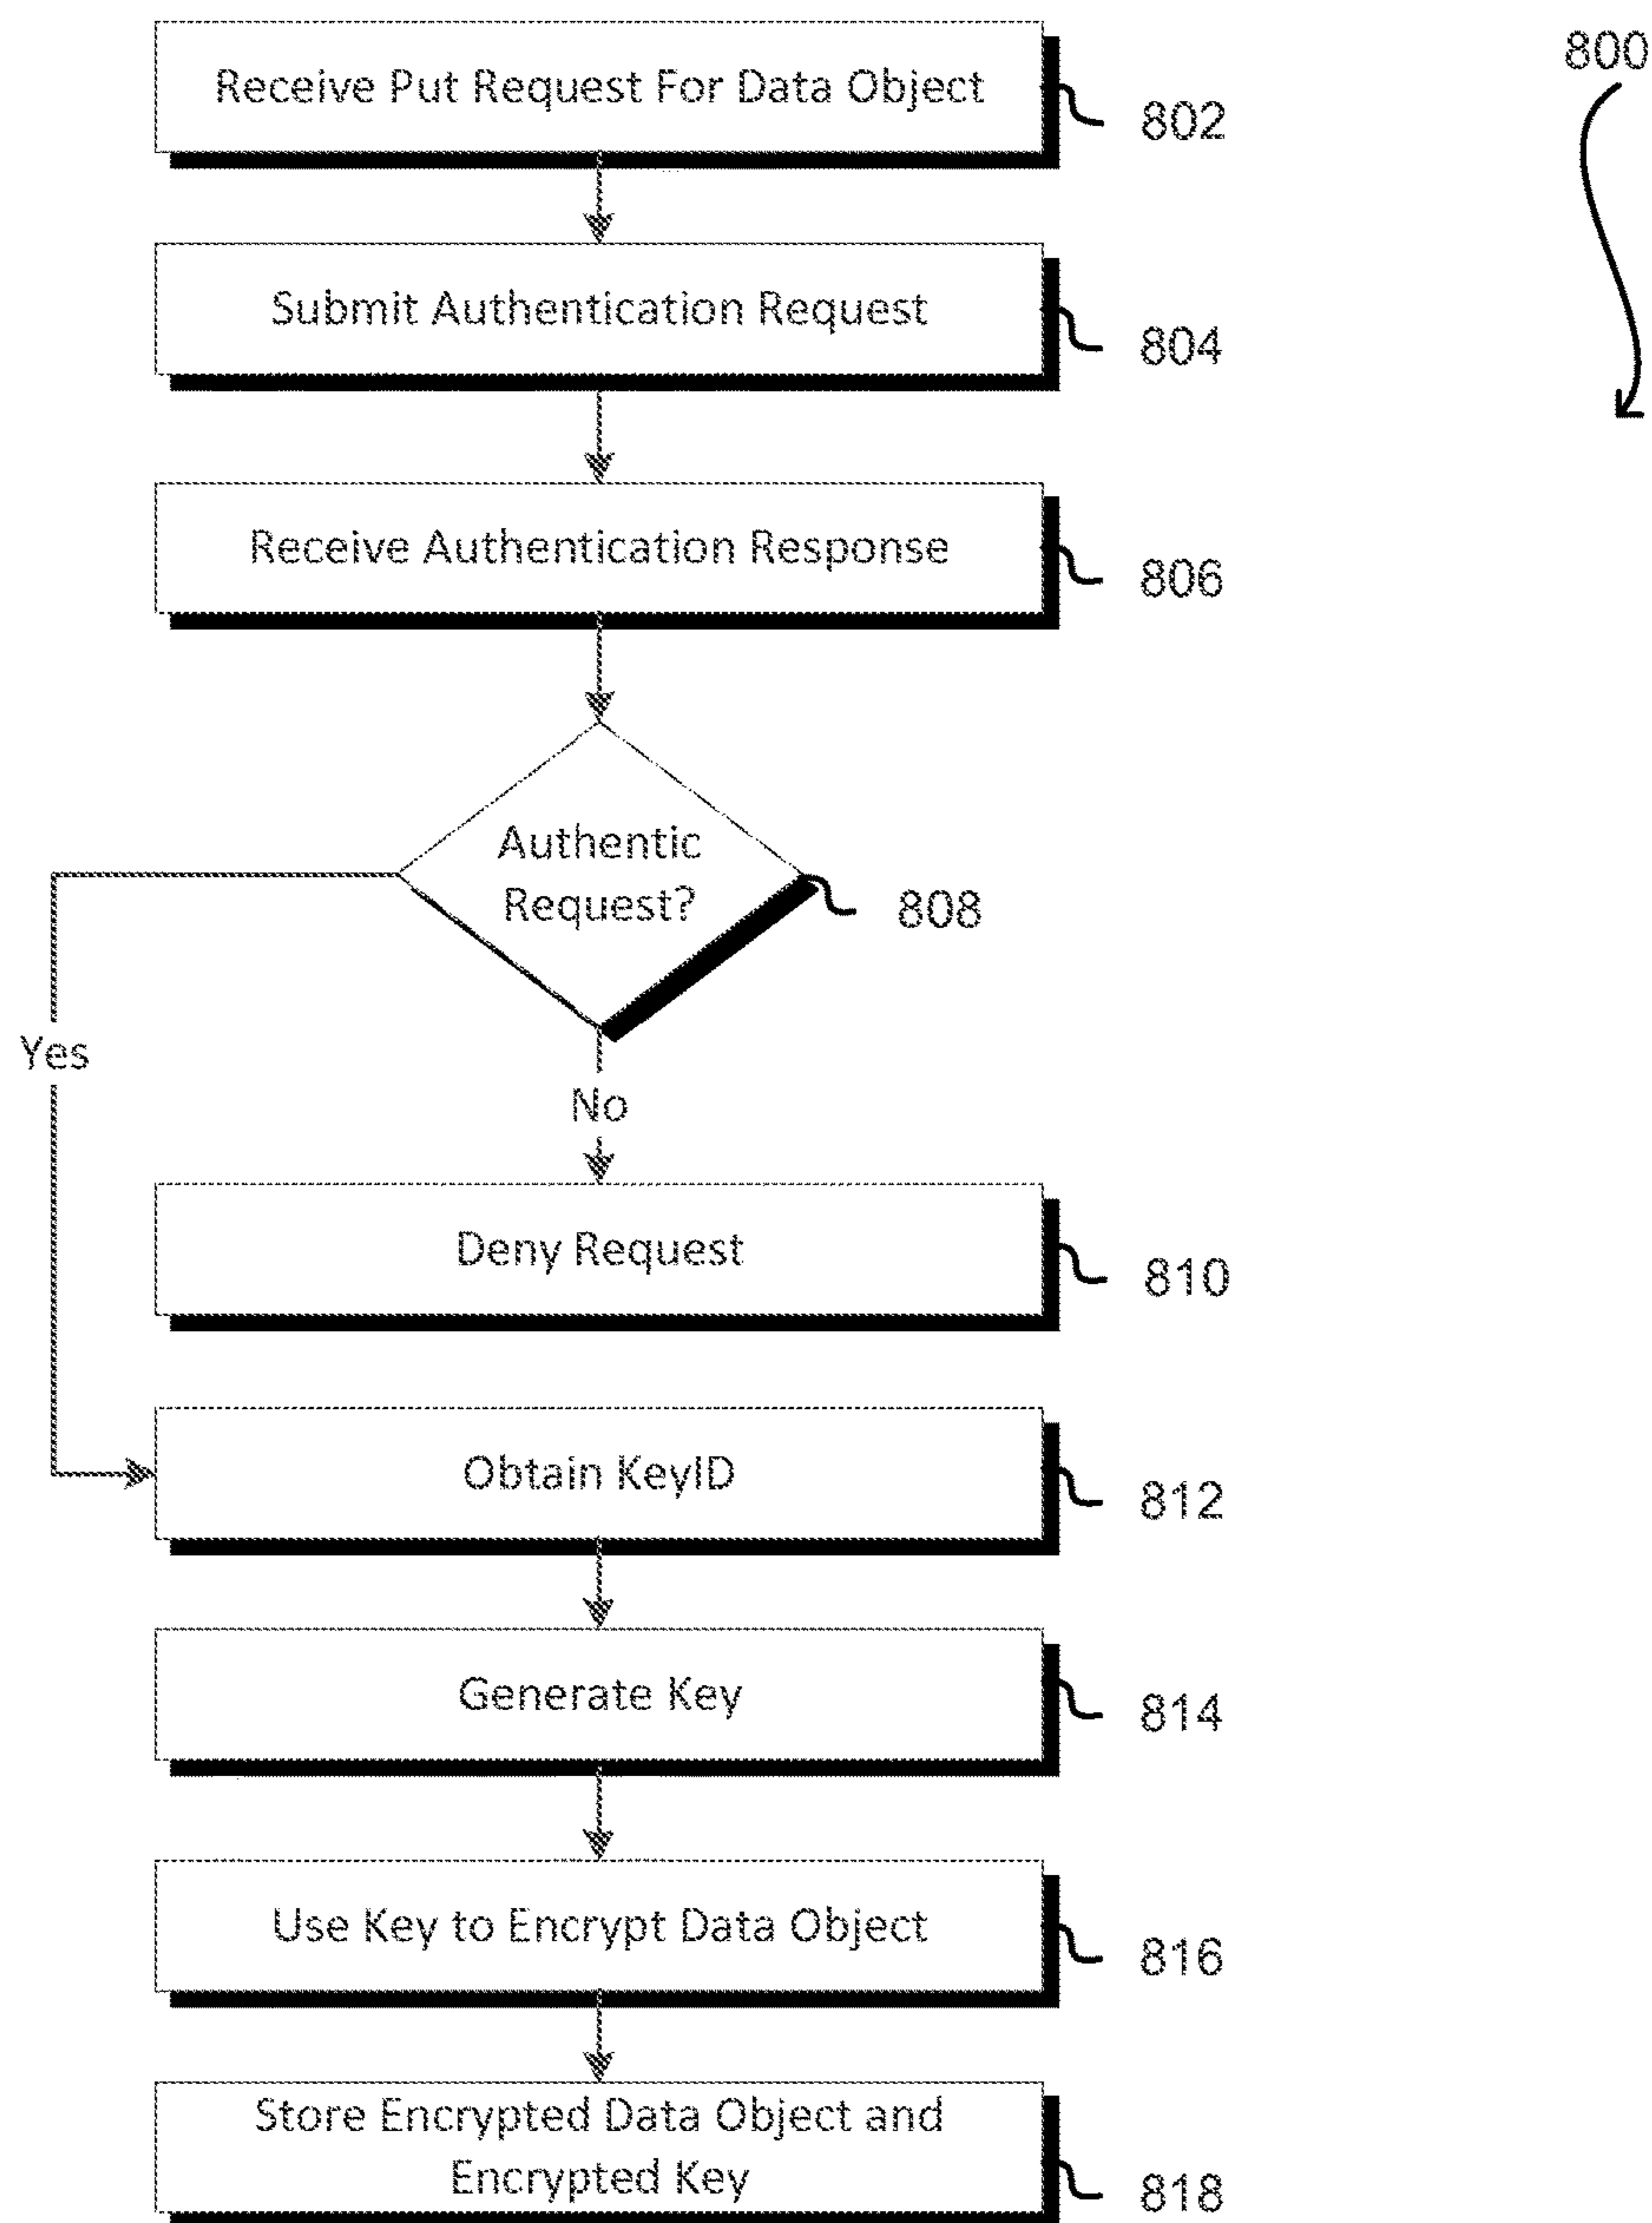 800
Receive Put Request For Data Object
802
Submit Authentication Request
804
Receive Authentication Response
806
Authentic
Request?
808
Yes
No
Deny Request
810
Obtain KeyID
812
Generate Key
814
Use Key to Encrypt Data Object
816
Store Encrypted Data Object and
Encrypted Key
818